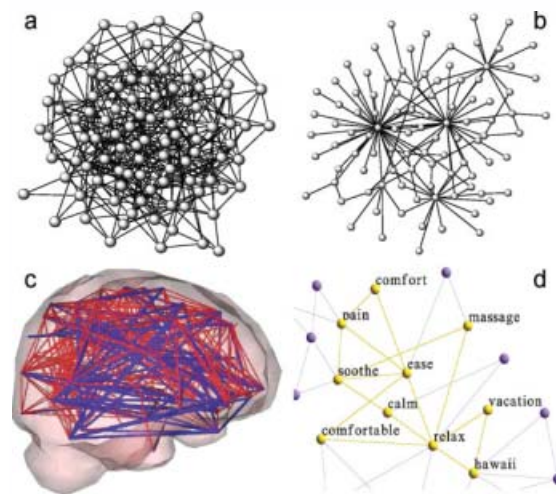 a
b
c
d
comfort
pain
massage
soothe
ease
calm
vacation
comfortable
relax
hawaii